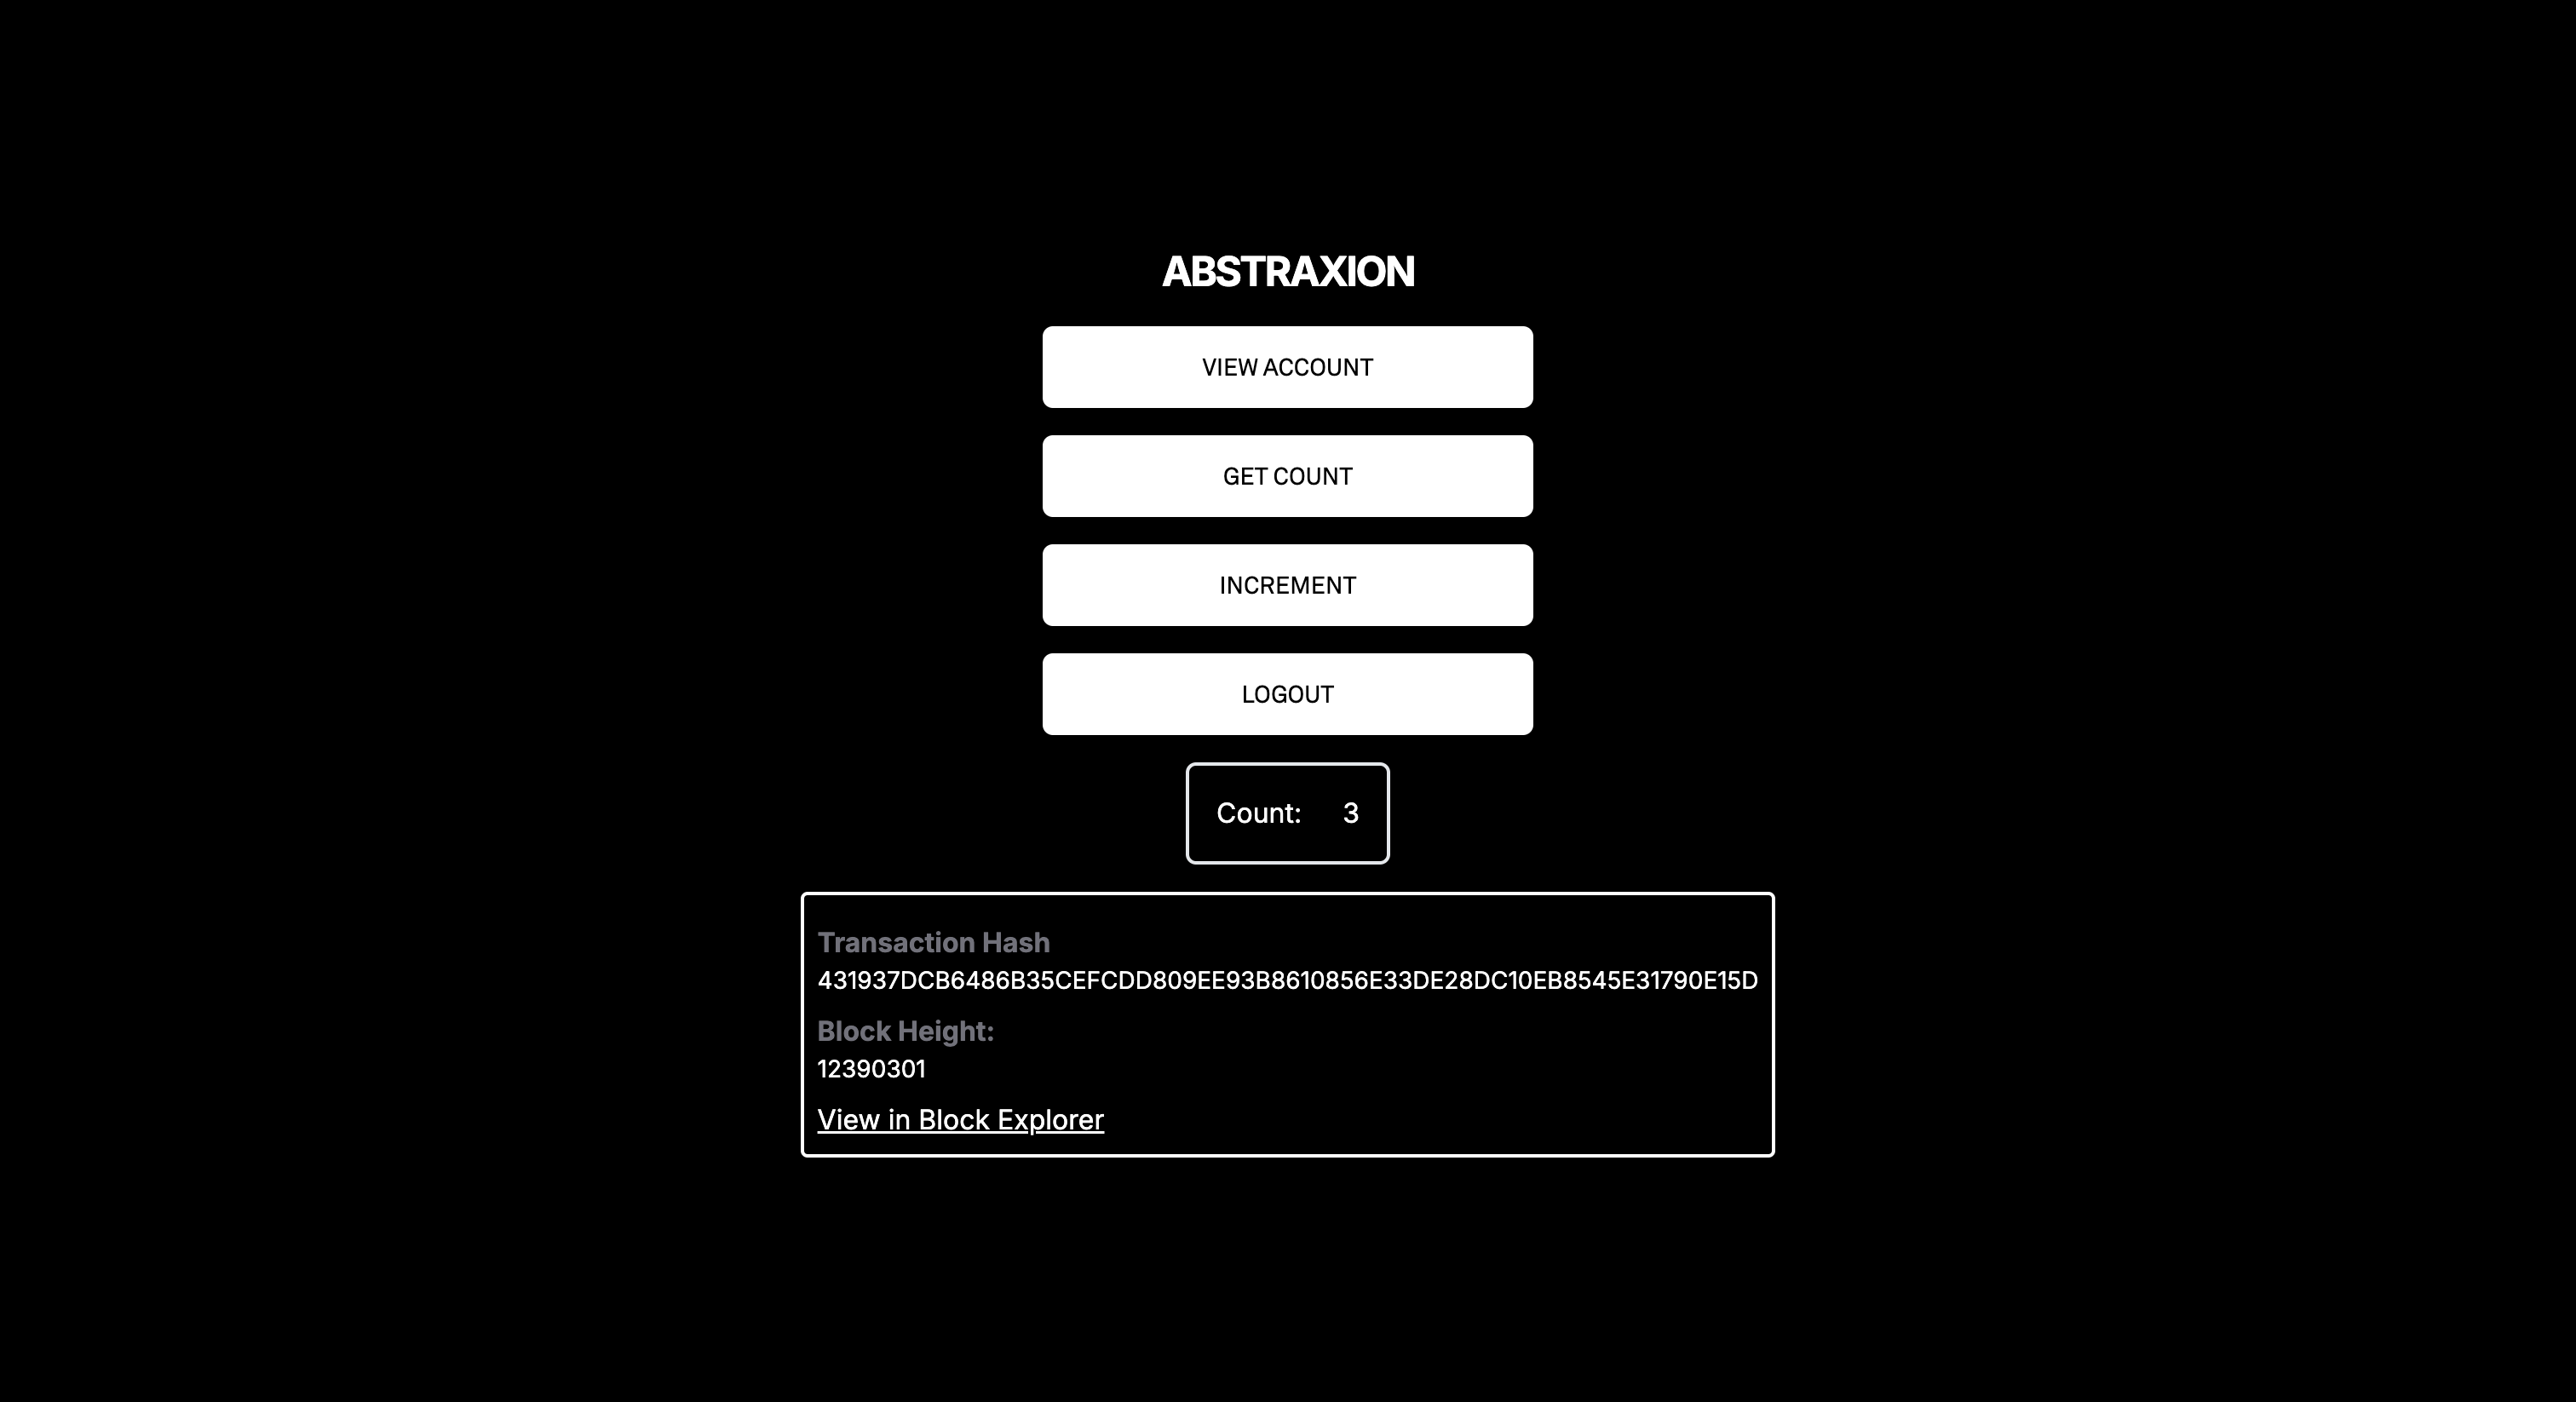 ABSTRAXION
VIEW ACCOUNT
GET COUNT
INCREMENT
LOGOUT
Count: 3
Transaction Hash
431937DCB6486B35CEFCDD809EE93B8610856E33DE28DC10EB8545E31790E15D
Block Height:
12390301
View in Block Explorer